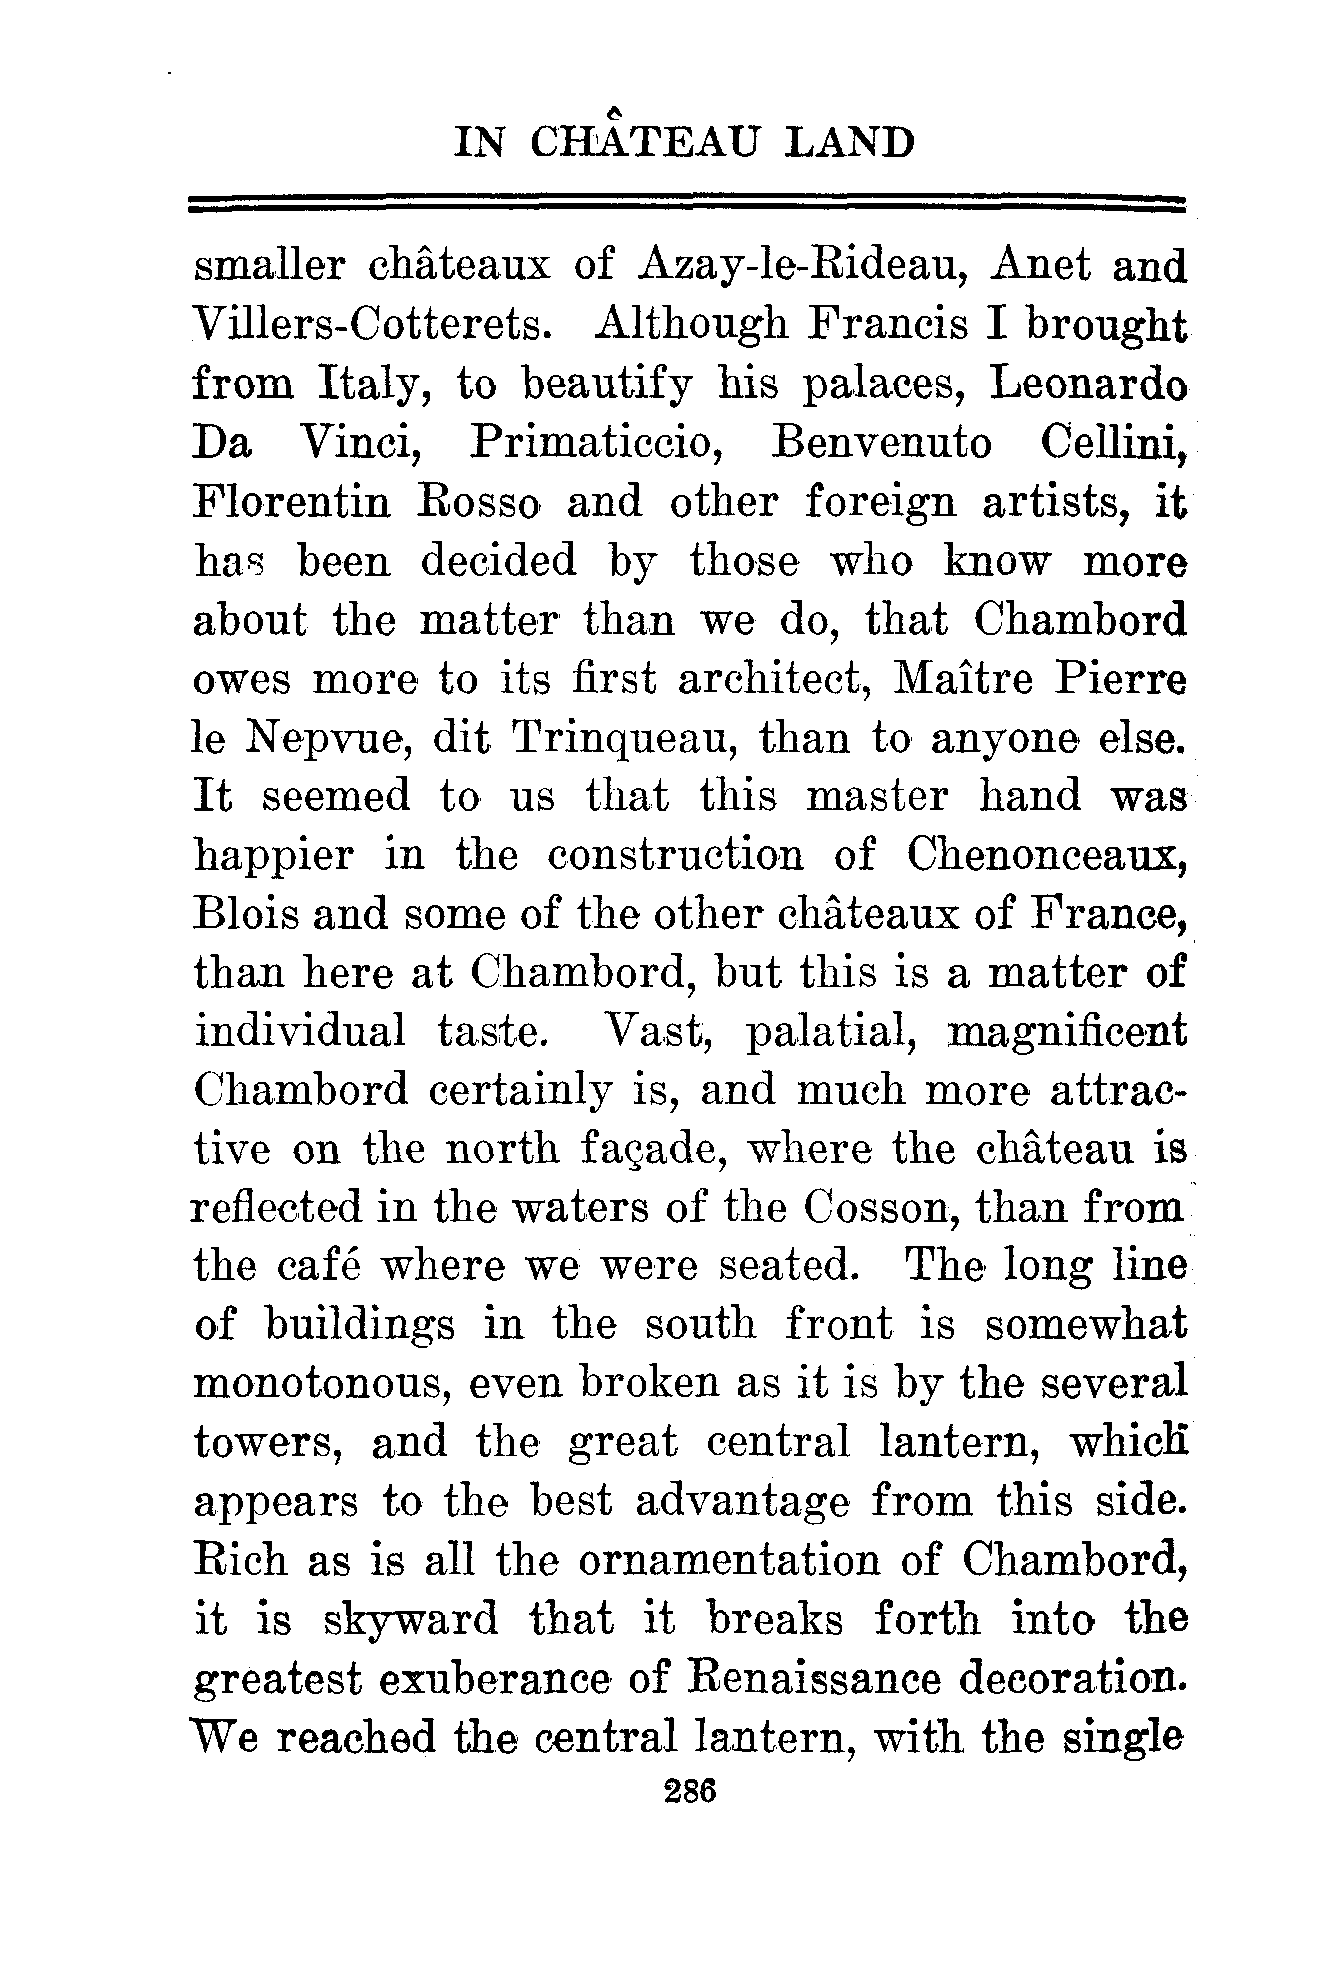 IN CHÂTEAU LAND
smaller châteaux of Azay-le-Rideau, Anet and
Villers-Cotterets. Although Francis I brought
from Italy, to beautify his palaces, Leonardo
Da Vinci, Primaticcio, Benvenuto Cellini,
Florentin Rosso and other foreign artists, it
has been decided by those who know more
about the matter than we do, that Chambord
owes more to its first architect, Maître Pierre
le Nepvue, dit Trinqueau, than to anyone else.
It seemed to us that this master hand was
happier in the construction of Chenonceaux,
Blois and some of the other châteaux of France,
than here at Chambord, but this is a matter of
individual taste. Vast, palatial, magnificent
Chambord certainly is, and much more attrac-
tive on the north façade, where the château is
reflected in the waters of the Cosson, than from
the café where we were seated. The long line
of buildings in the south front is somewhat
monotonous, even broken as it is by the several
towers, and the great central lantern, which
appears to the best advantage from this side.
Rich as is all the ornamentation of Chambord,
it is skyward that it breaks forth into the
greatest exuberance of Renaissance decoration.
We reached the central lantern, with the single
286